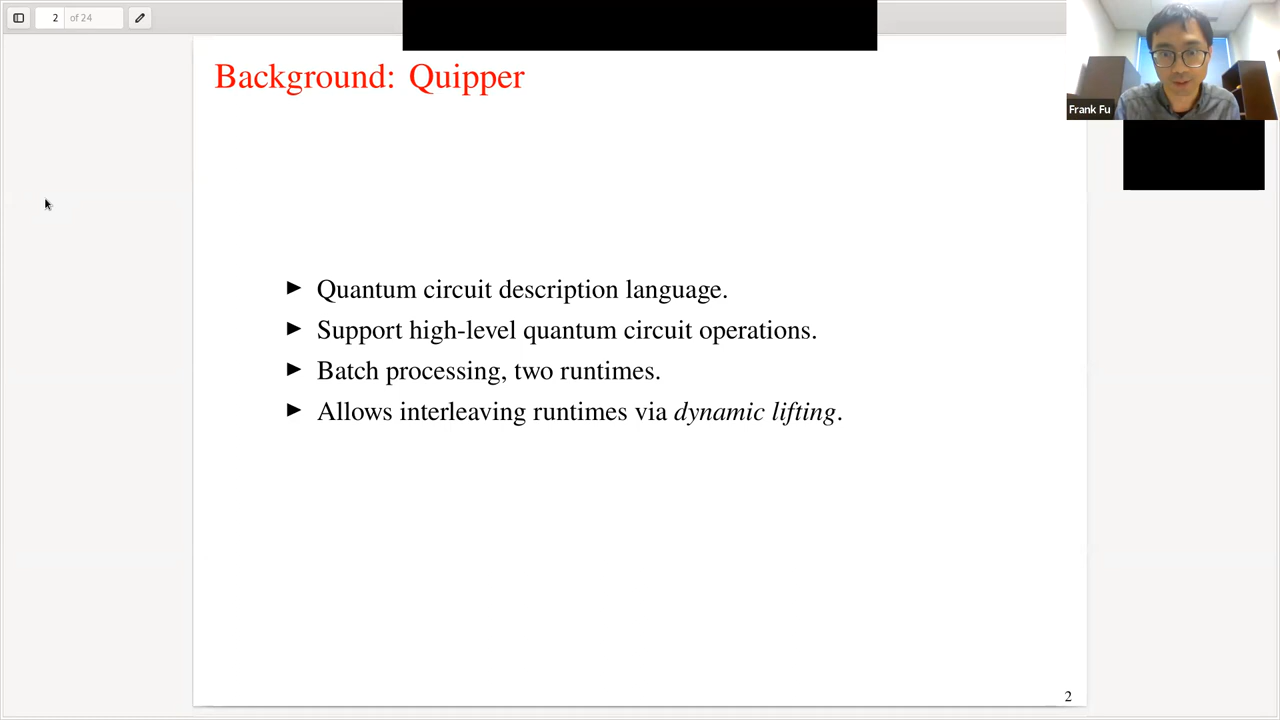 2 of 24
Frank Fu
Background: Quipper
Quantum circuit description language.
Support high-level quantum circuit operations.
Batch processing, two runtimes.
Allows interleaving runtimes via dynamic lifting.
2